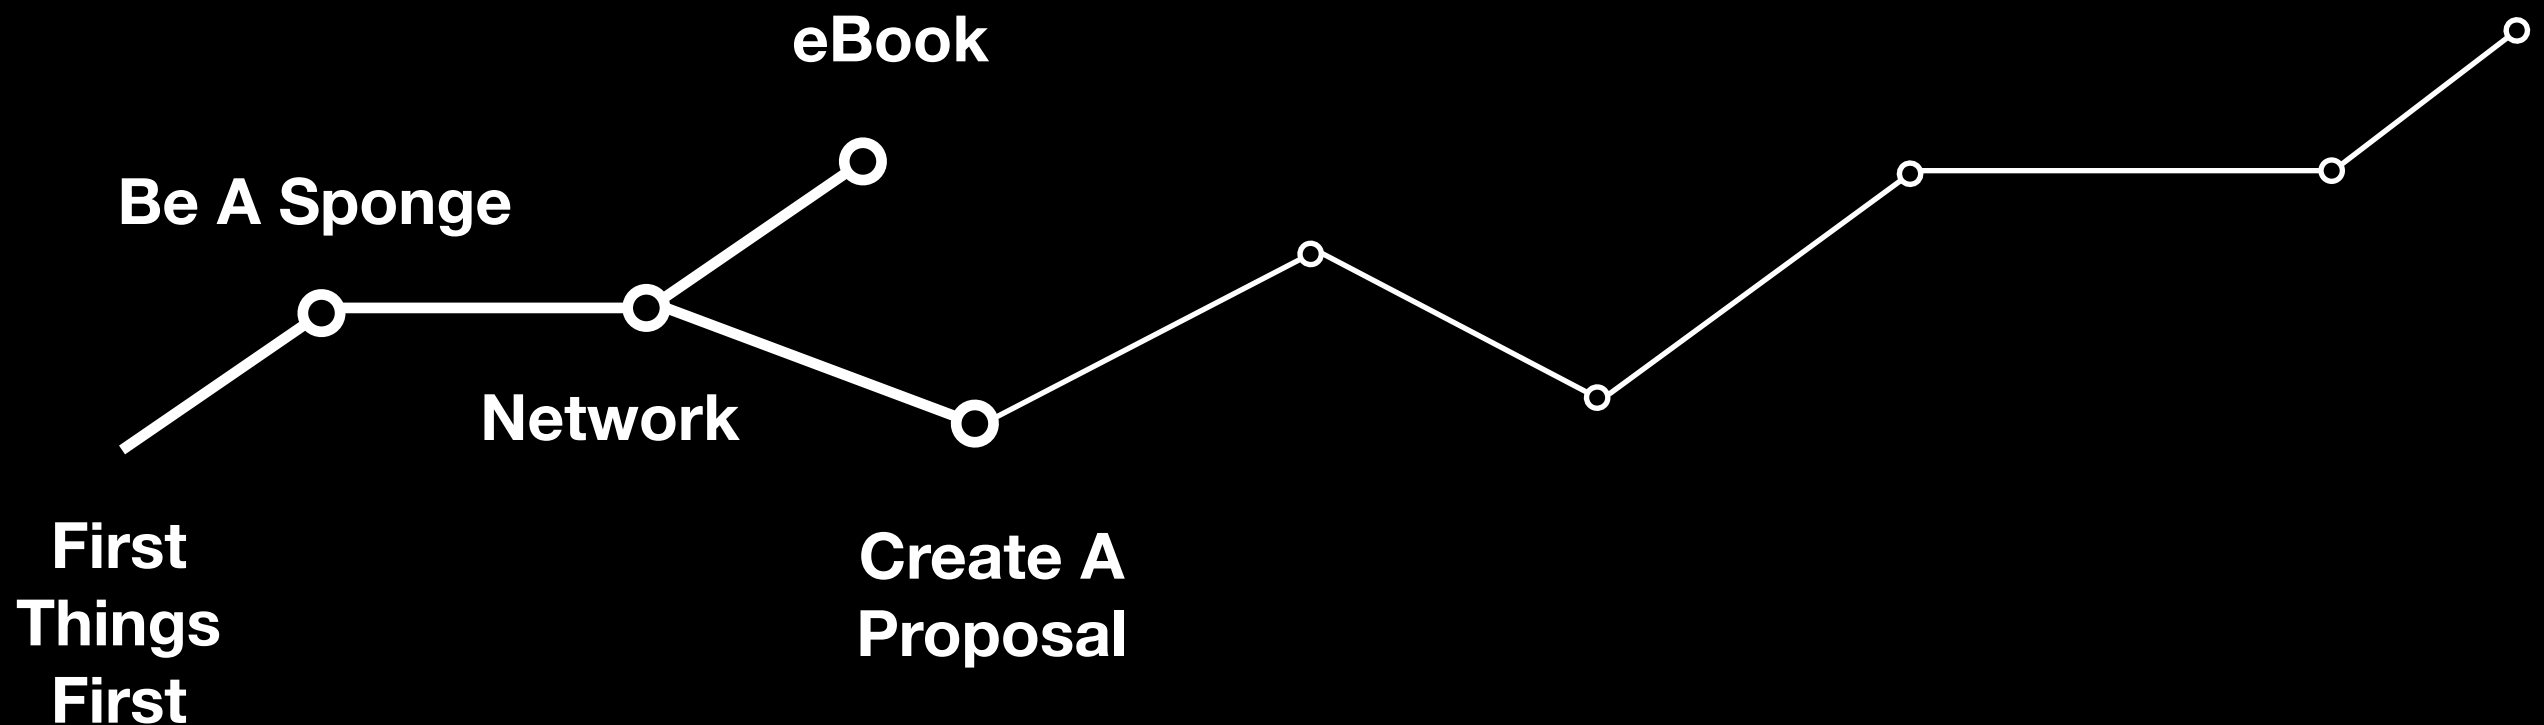 eBook
Be A Sponge
Network
First
Things
First
Create A
Proposal